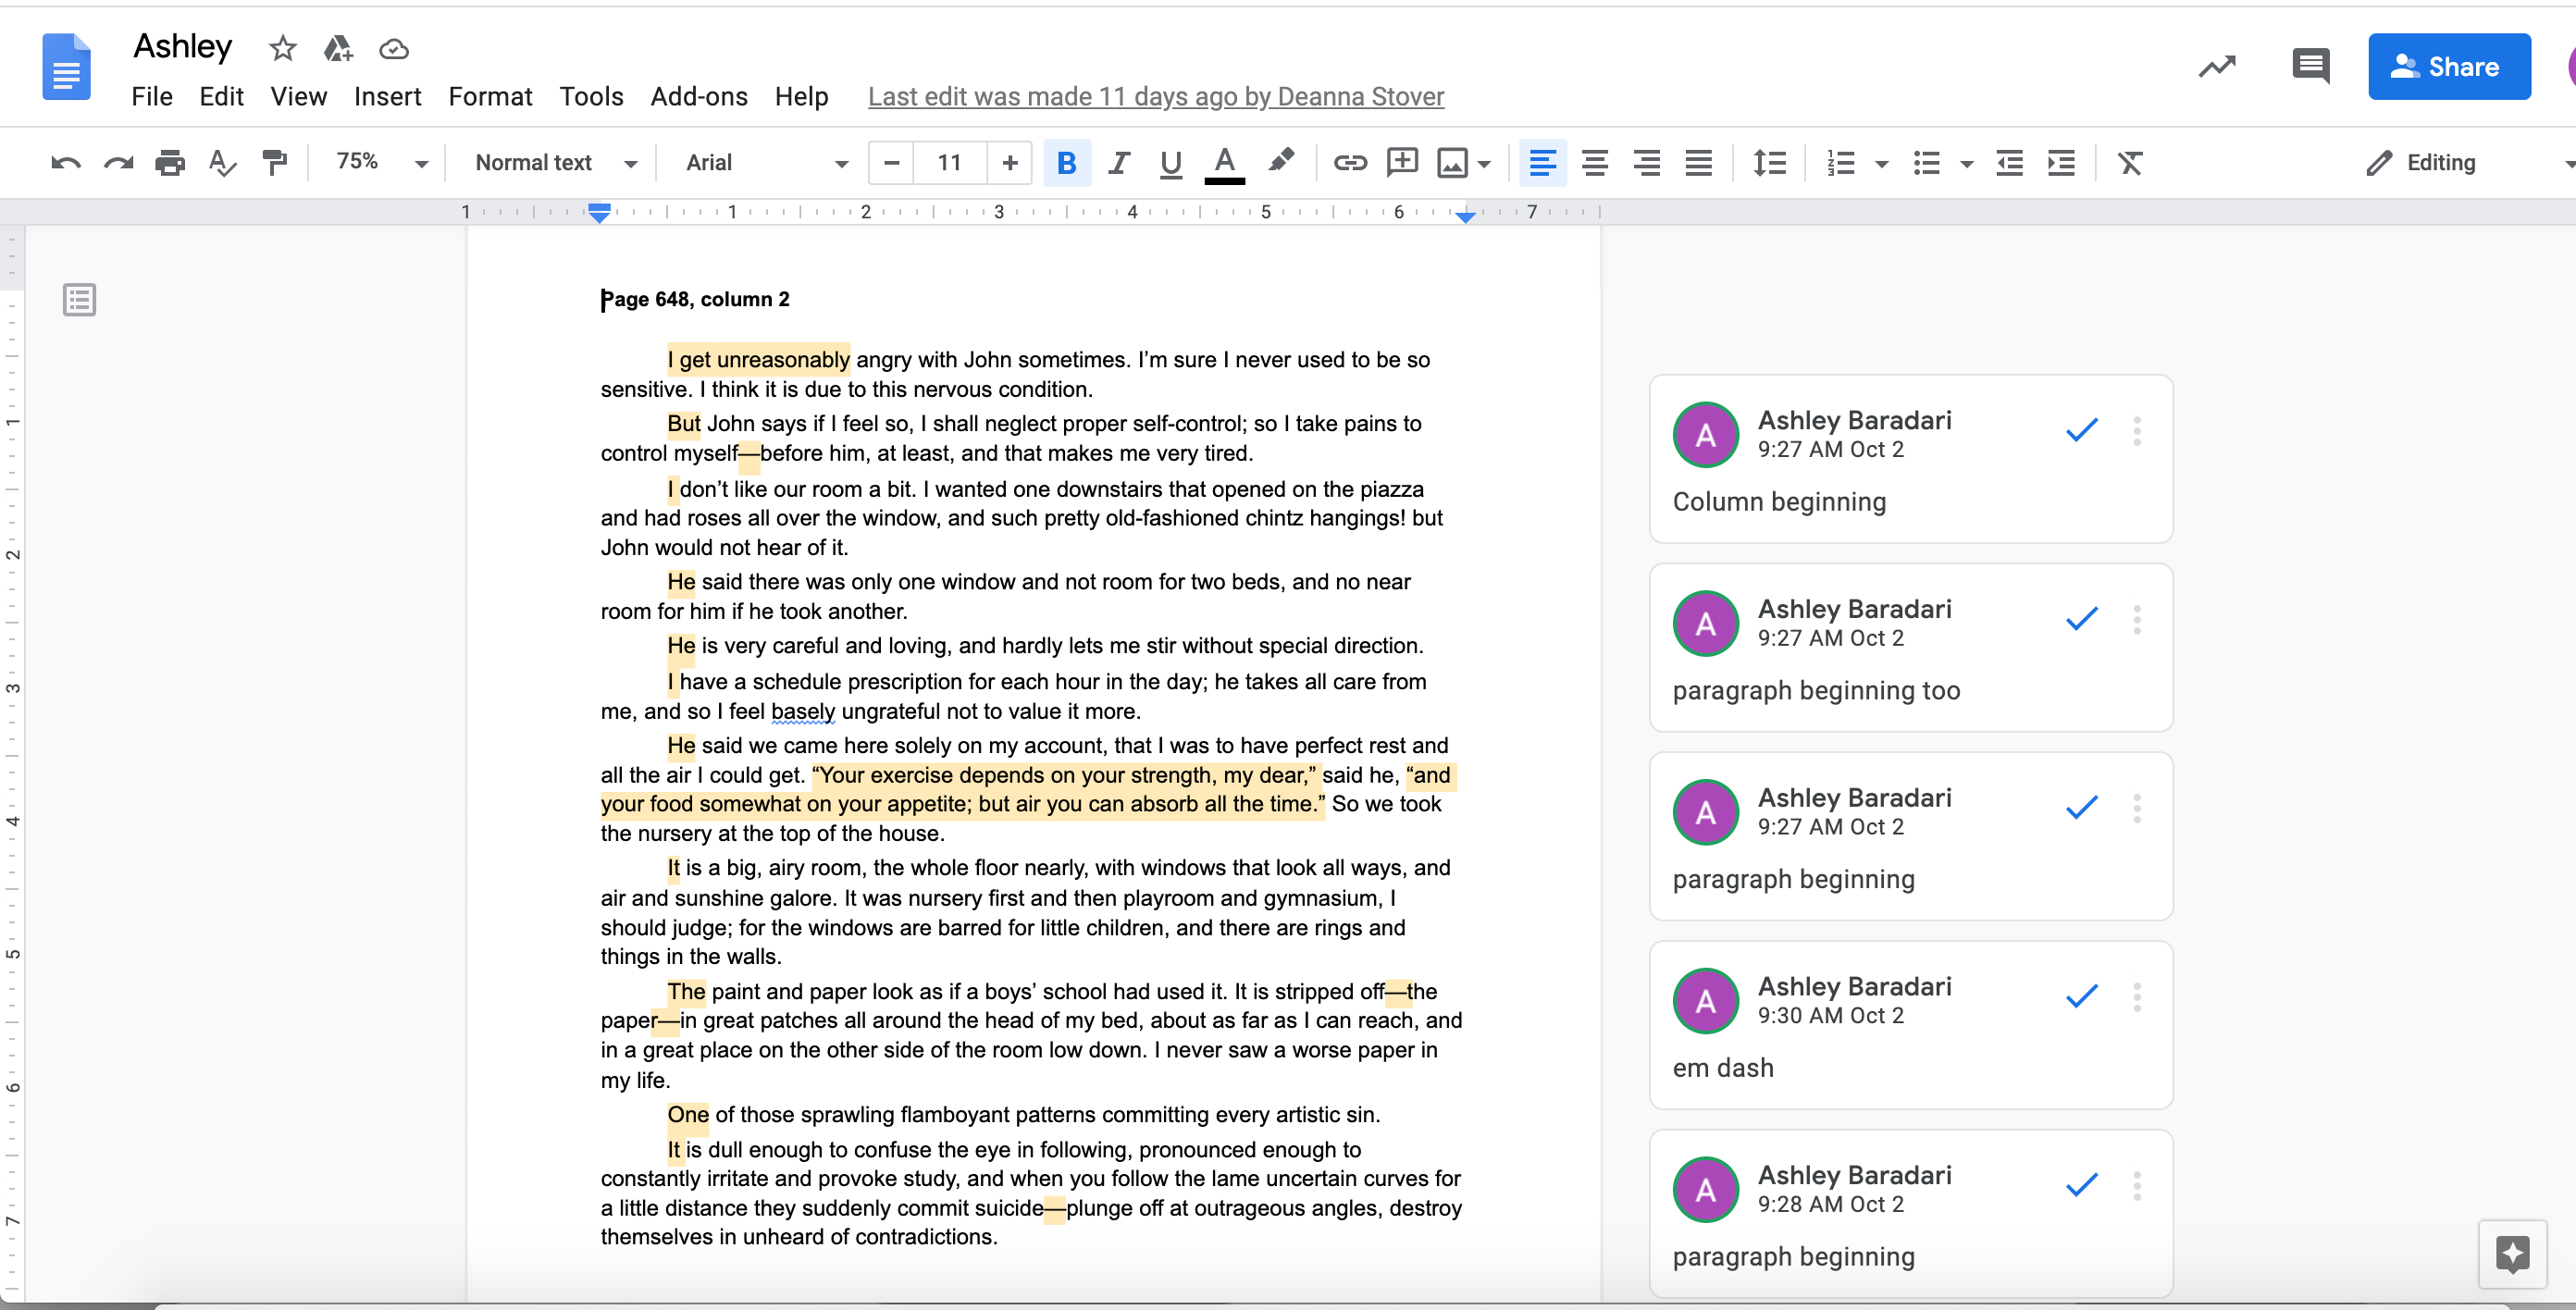 Ashley
File Edit View Insert Format Tools Add-ons Help Last edit was made 11 days ago by Deanna Stover
Share
75% Normal text Arial 11 B I U A Editing
1 1 2 3 4 5 6 7
Page 648, column 2
I get unreasonably angry with John sometimes. I’m sure I never used to be so
sensitive. I think it is due to this nervous condition.
But John says if I feel so, I shall neglect proper self-control; so I take pains to
control myself—before him, at least, and that makes me very tired.
I don’t like our room a bit. I wanted one downstairs that opened on the piazza
and had roses all over the window, and such pretty old-fashioned chintz hangings! but
John would not hear of it.
He said there was only one window and not room for two beds, and no near
room for him if he took another.
He is very careful and loving, and hardly lets me stir without special direction.
I have a schedule prescription for each hour in the day; he takes all care from
me, and so I feel basely ungrateful not to value it more.
He said we came here solely on my account, that I was to have perfect rest and
all the air I could get. “Your exercise depends on your strength, my dear,” said he, “and
your food somewhat on your appetite; but air you can absorb all the time.” So we took
the nursery at the top of the house.
It is a big, airy room, the whole floor nearly, with windows that look all ways, and
air and sunshine galore. It was nursery first and then playroom and gymnasium, I
should judge; for the windows are barred for little children, and there are rings and
things in the walls.
The paint and paper look as if a boys’ school had used it. It is stripped off—the
paper—in great patches all around the head of my bed, about as far as I can reach, and
in a great place on the other side of the room low down. I never saw a worse paper in
my life.
One of those sprawling flamboyant patterns committing every artistic sin.
It is dull enough to confuse the eye in following, pronounced enough to
constantly irritate and provoke study, and when you follow the lame uncertain curves for
a little distance they suddenly commit suicide—plunge off at outrageous angles, destroy
themselves in unheard of contradictions.
A
Ashley Baradari
9:27 AM Oct 2
Column beginning
A
Ashley Baradari
9:27 AM Oct 2
paragraph beginning too
A
Ashley Baradari
9:27 AM Oct 2
paragraph beginning
A
Ashley Baradari
9:30 AM Oct 2
em dash
A
Ashley Baradari
9:28 AM Oct 2
paragraph beginning
1
2
3
4
5
6
7